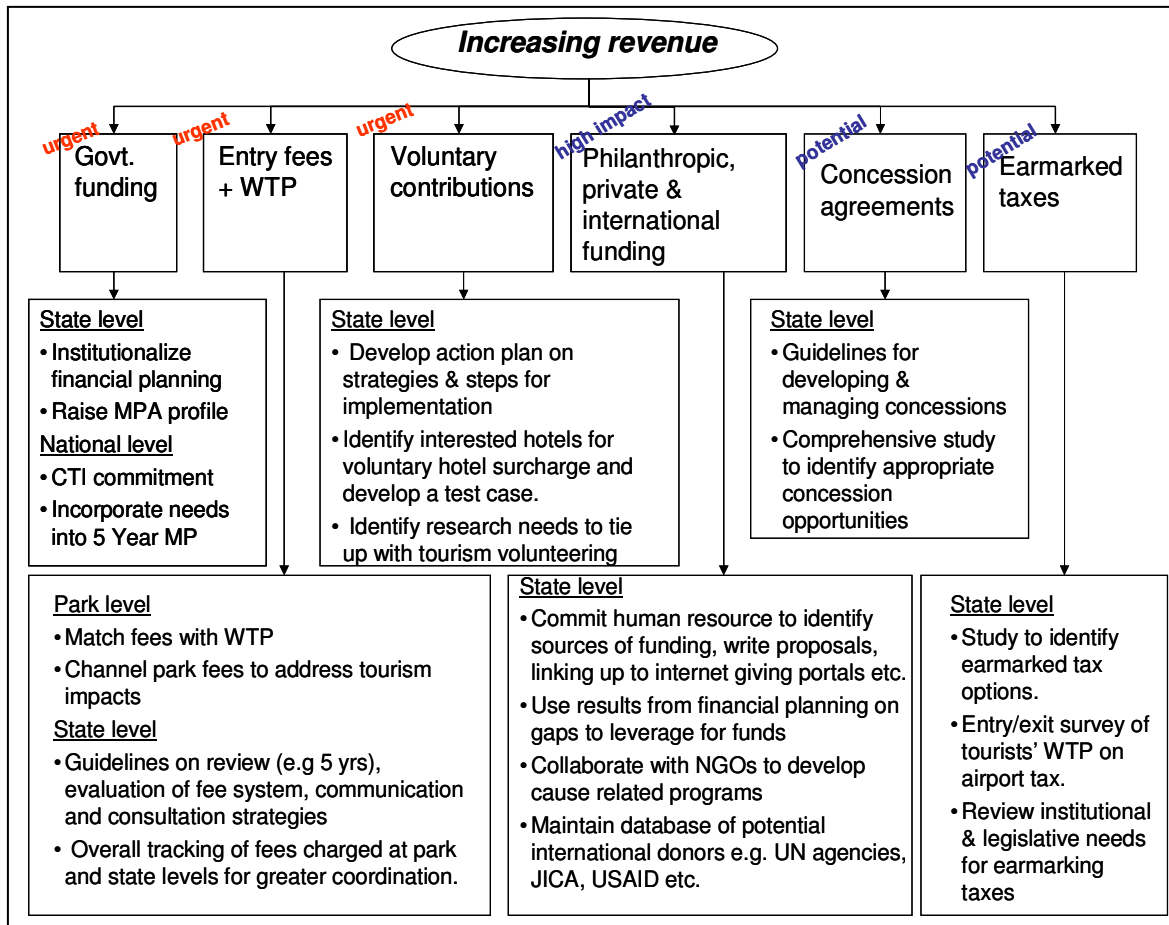 Increasing revenue
urgent
Govt.
funding
urgent
Entry fees
+ WTP
urgent
Voluntary
contributions
high impact
Philanthropic,
private &
international
funding
potential
Concession
agreements
potential
Earmarked
taxes
State level
• Institutionalize
financial planning
• Raise MPA profile
National level
• CTI commitment
• Incorporate needs
into 5 Year MP
State level
• Develop action plan on
strategies & steps for
implementation
• Identify interested hotels for
voluntary hotel surcharge and
develop a test case.
• Identify research needs to tie
up with tourism volunteering
State level
• Guidelines for
developing &
managing concessions
• Comprehensive study
to identify appropriate
concession
opportunities
Park level
• Match fees with WTP
• Channel park fees to address tourism
impacts
State level
• Guidelines on review (e.g 5 yrs),
evaluation of fee system, communication
and consultation strategies
• Overall tracking of fees charged at park
and state levels for greater coordination.
State level
• Commit human resource to identify
sources of funding, write proposals,
linking up to internet giving portals etc.
• Use results from financial planning on
gaps to leverage for funds
• Collaborate with NGOs to develop
cause related programs
• Maintain database of potential
international donors e.g. UN agencies,
JICA, USAID etc.
State level
• Study to identify
earmarked tax
options.
• Entry/exit survey of
tourists' WTP on
airport tax.
• Review institutional
& legislative needs
for earmarking
taxes